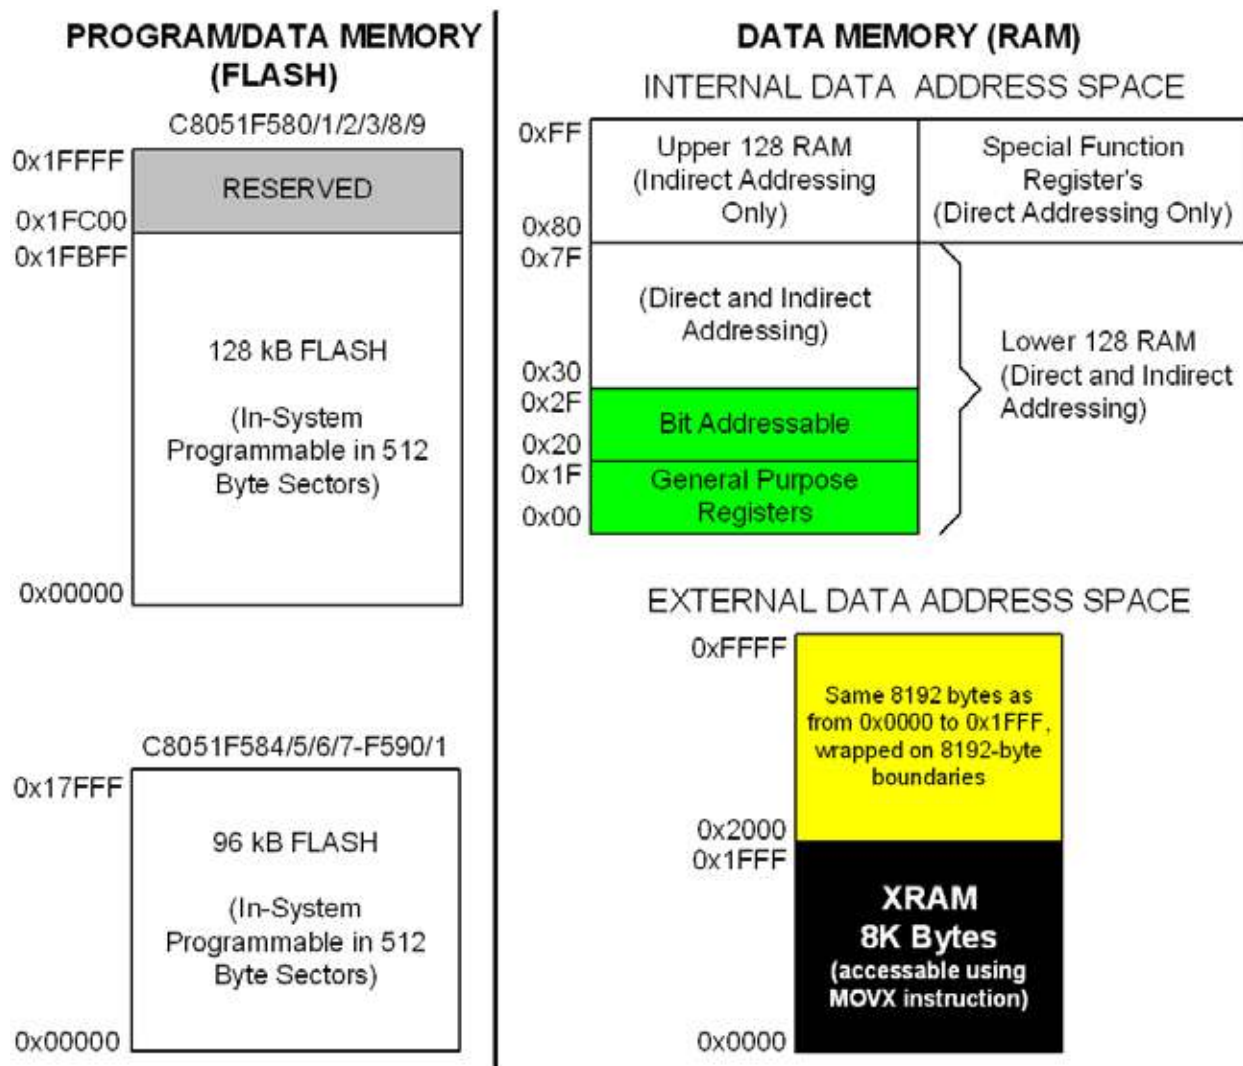 PROGRAM/DATA MEMORY
(FLASH)
C8051F580/1/2/3/8/9
0x1FFFF
RESERVED
0x1FC00
0x1FBFF
128 kB FLASH
(In-System
Programmable in 512
Byte Sectors)
0x00000
C8051F584/5/6/7-F590/1
0x17FFF
96 kB FLASH
(In-System
Programmable in 512
Byte Sectors)
0x00000
DATA MEMORY (RAM)
INTERNAL DATA ADDRESS SPACE
0xFF
Upper 128 RAM
(Indirect Addressing
Only)
0x80
Special Function
Register's
(Direct Addressing Only)
0x7F
(Direct and Indirect
Addressing)
0x30
Lower 128 RAM
(Direct and Indirect
Addressing)
0x2F
Bit Addressable
0x20
0x1F
General Purpose
Registers
0x00
EXTERNAL DATA ADDRESS SPACE
0xFFFF
Same 8192 bytes as
from 0x0000 to 0x1FFF,
wrapped on 8192-byte
boundaries
0x2000
0x1FFF
XRAM
8K Bytes
(accessable using
MOVX instruction)
0x0000